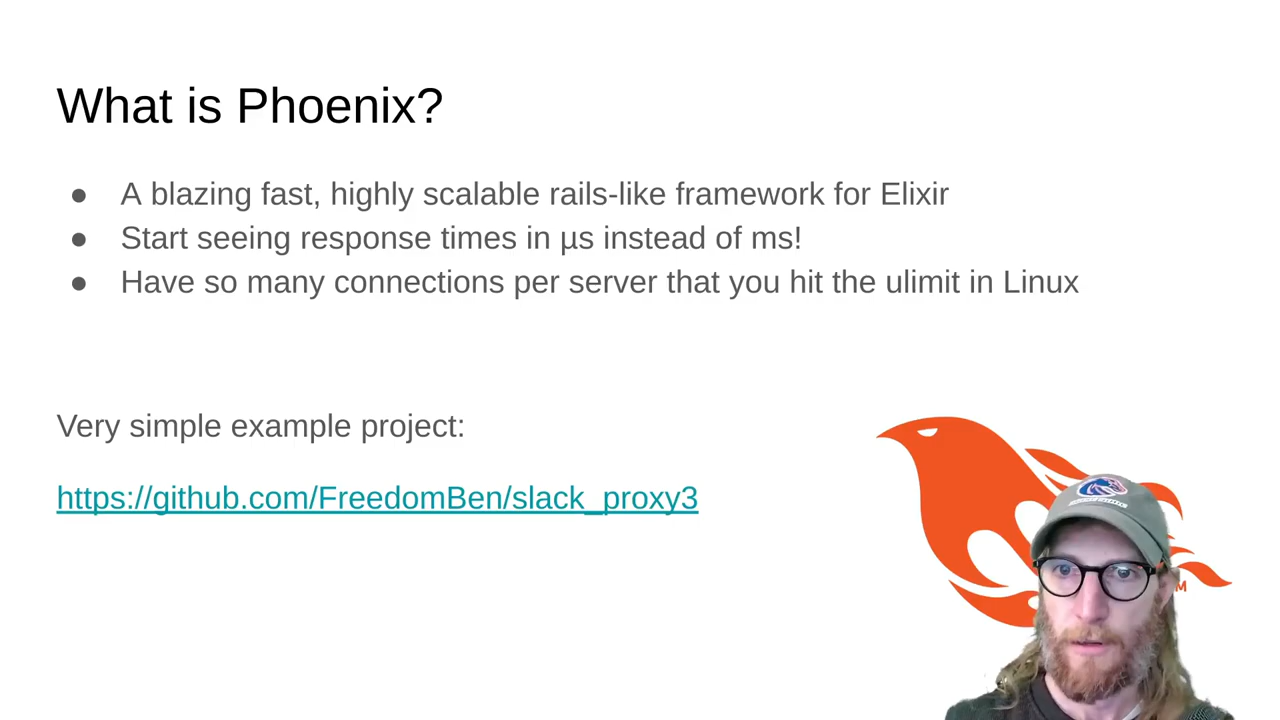 What is Phoenix?
● A blazing fast, highly scalable rails-like framework for Elixir
● Start seeing response times in µs instead of ms!
● Have so many connections per server that you hit the ulimit in Linux
Very simple example project:
https://github.com/FreedomBen/slack_proxy3
M